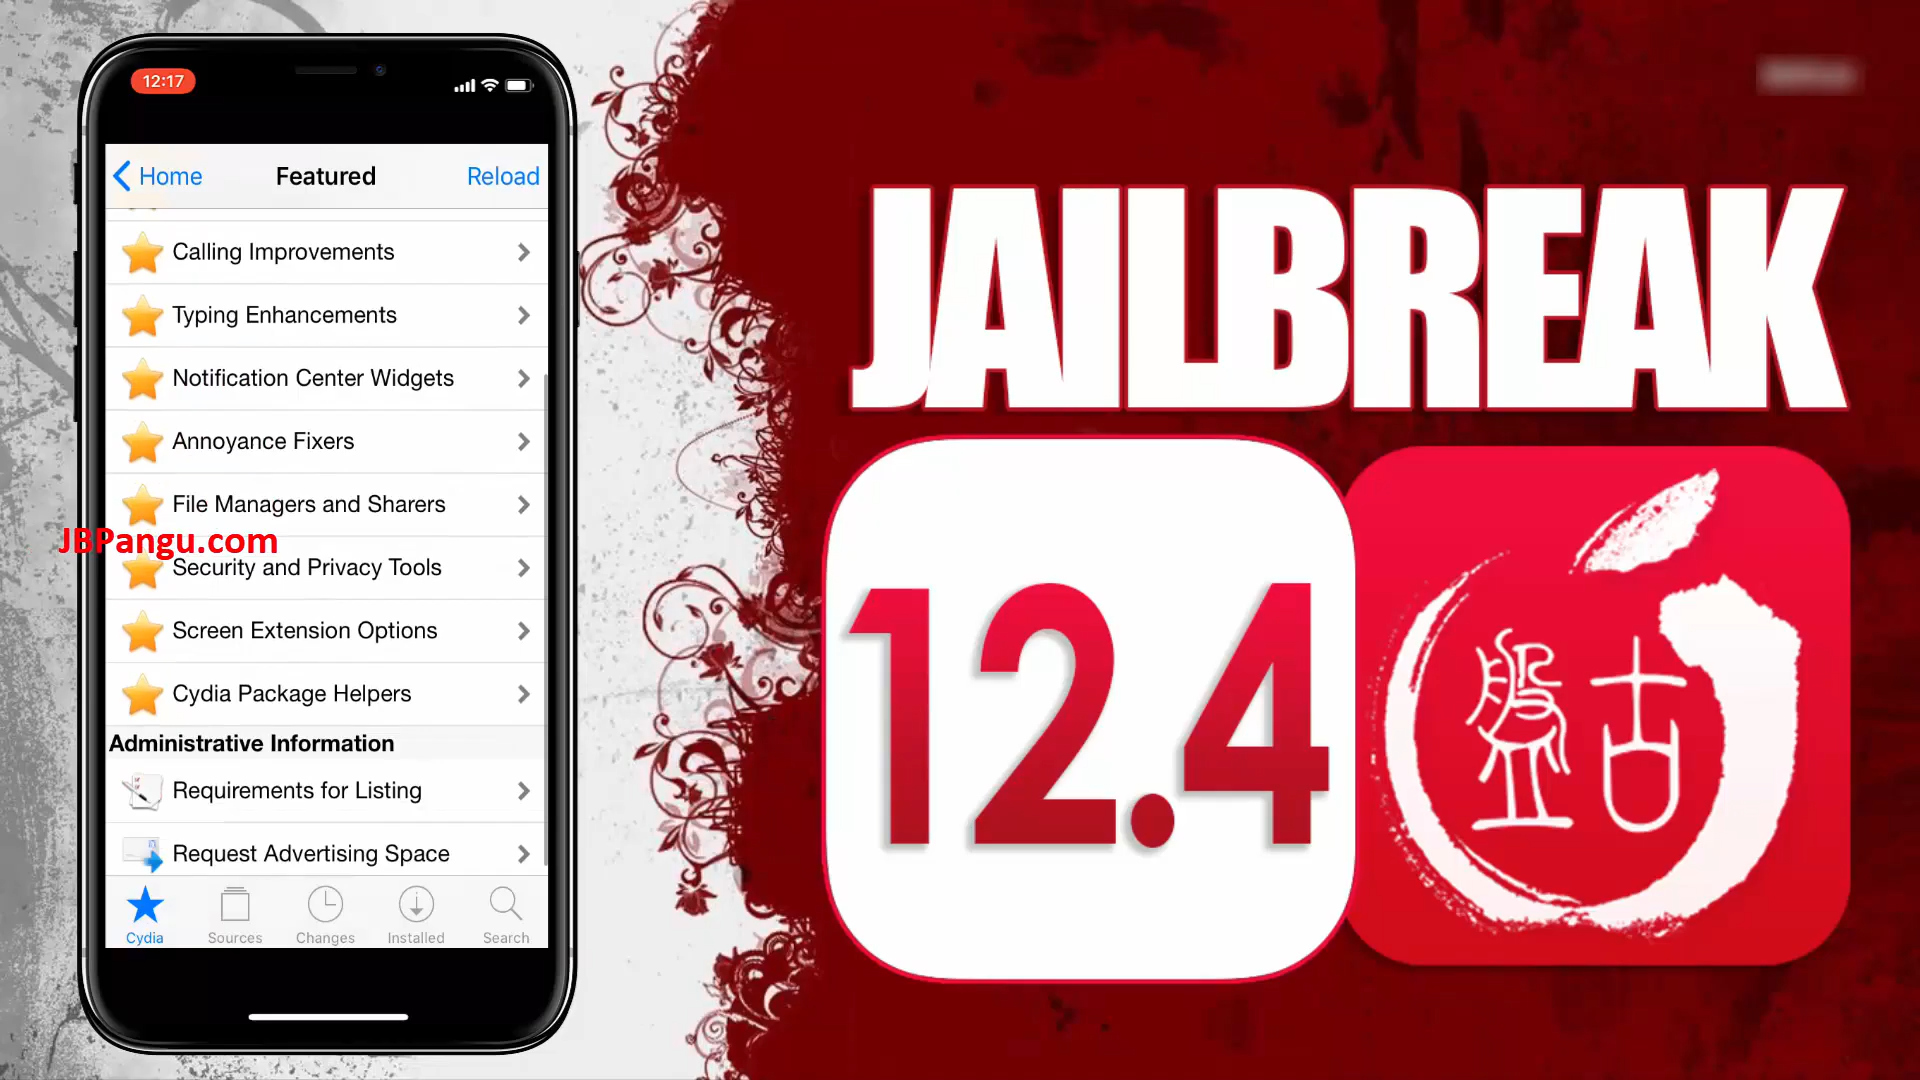 12:17
Home Featured Reload
Calling Improvements
Typing Enhancements
Notification Center Widgets
Annoyance Fixers
File Managers and Sharers
JBPangu.com
Security and Privacy Tools
Screen Extension Options
Cydia Package Helpers
Administrative Information
Requirements for Listing
Request Advertising Space
Cydia Sources Changes Installed Search
JAILBREAK
12.4
盤古